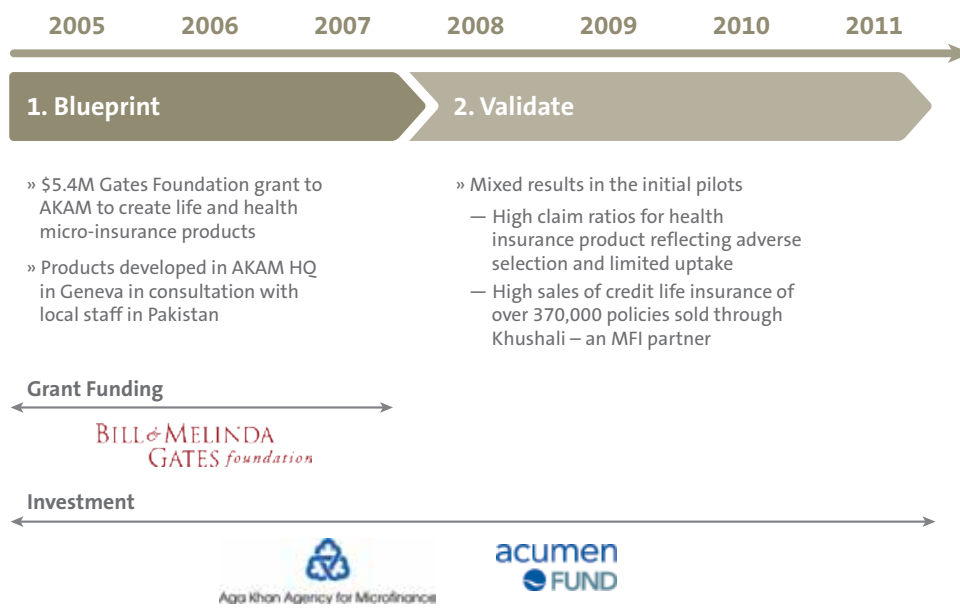 2005 2006 2007 2008 2009 2010 2011
1. Blueprint
2. Validate
» $5.4M Gates Foundation grant to
AKAM to create life and health
micro-insurance products
» Products developed in AKAM HQ
in Geneva in consultation with
local staff in Pakistan
» Mixed results in the initial pilots
— High claim ratios for health
insurance product reflecting adverse
selection and limited uptake
— High sales of credit life insurance of
over 370,000 policies sold through
Khushali – an MFI partner
Grant Funding
BILL & MELINDA
GATES foundation
Investment
Aga Khan Agency for Microfinance
acumen
FUND